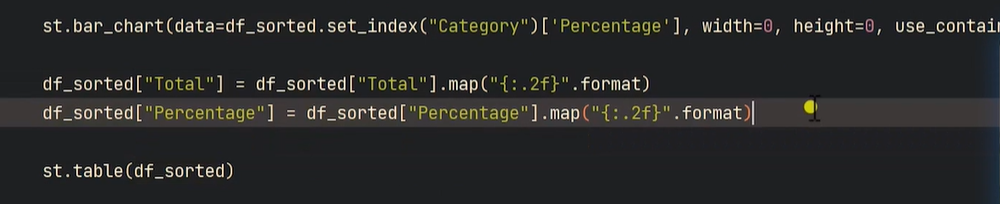 st.bar_chart(data=df_sorted.set_index("Category")['Percentage'], width=0, height=0,
df_sorted["Total"] = df_sorted["Total"].map("{:.2f}".format)
df_sorted["Percentage"] = df_sorted["Percentage"].map("{:.2f}".format)
st.table(df_sorted)